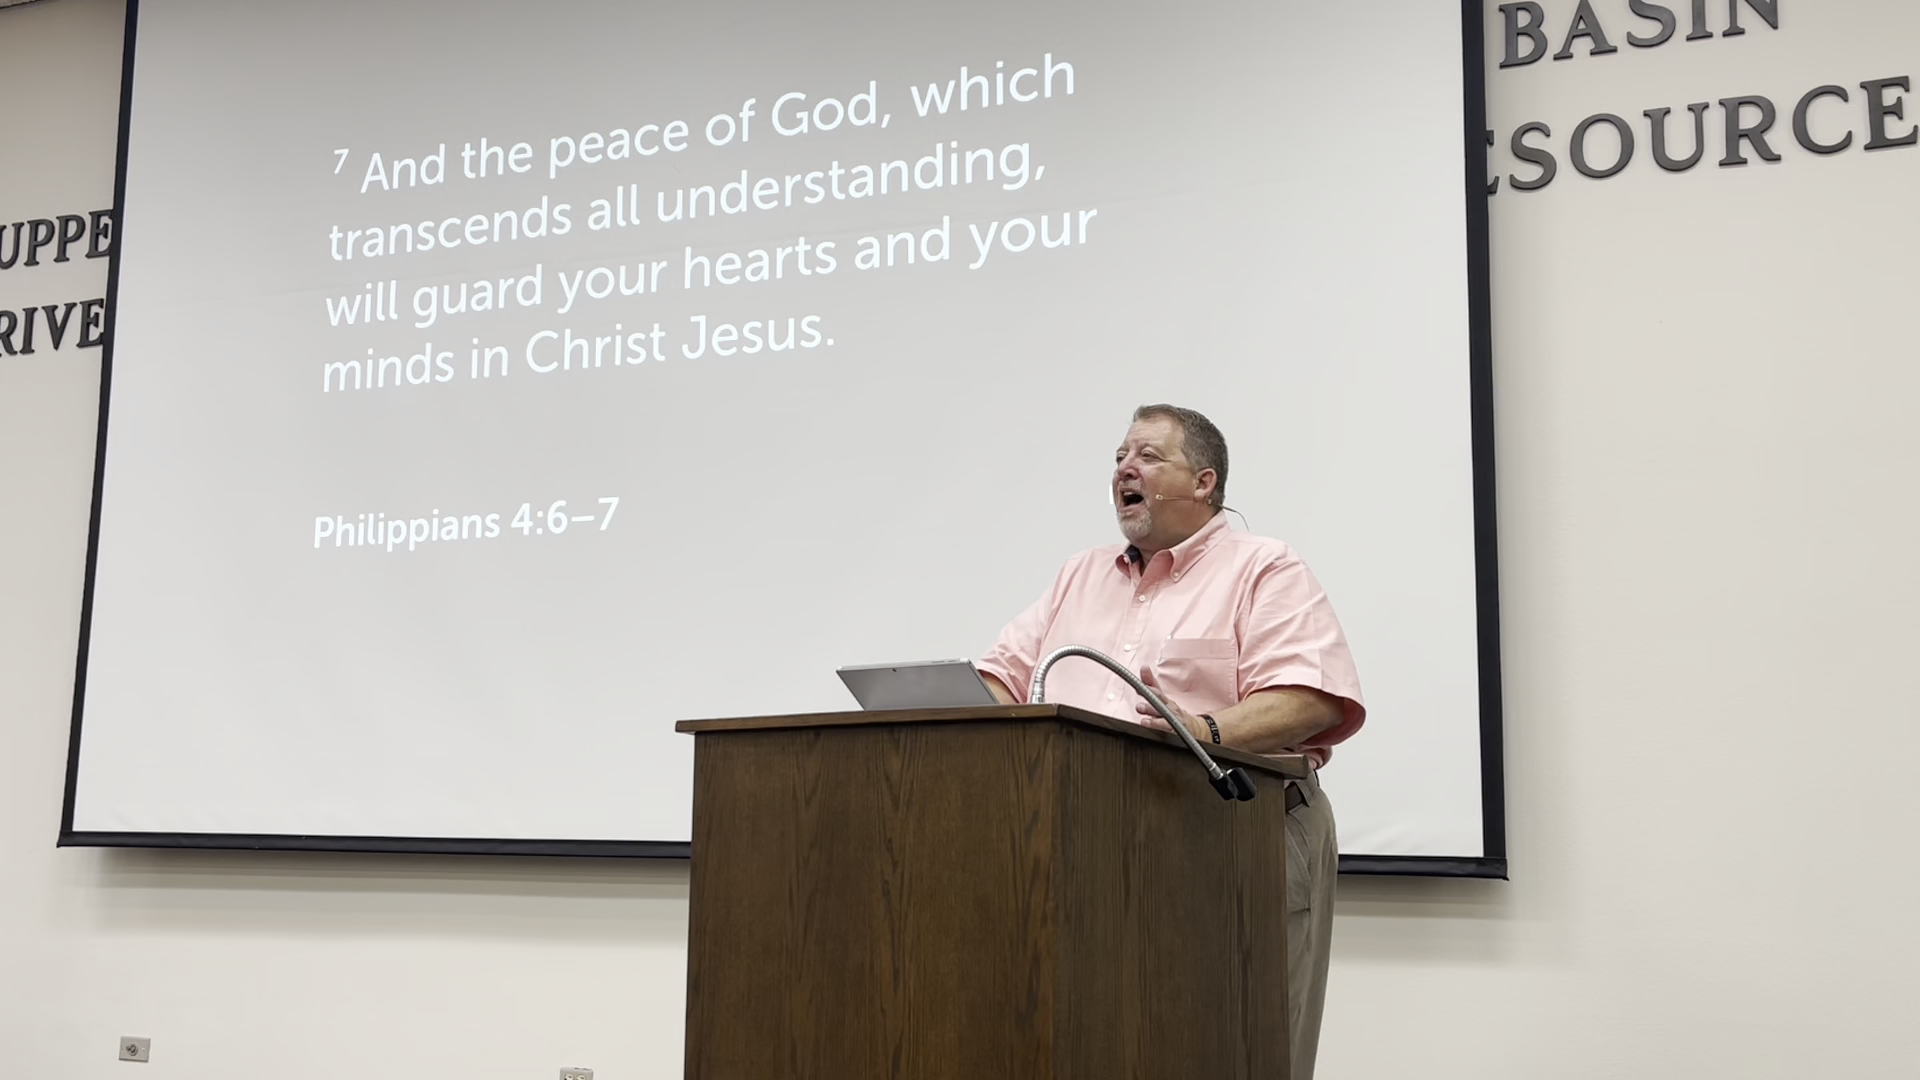 BASIN
ESOURCE
UPPE
RIVE
7 And the peace of God, which
transcends all understanding,
will guard your hearts and your
minds in Christ Jesus.
Philippians 4:6–7